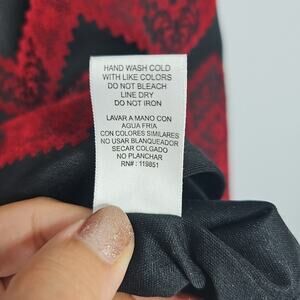 HAND WASH COLD
WITH LIKE COLORS
DO NOT BLEACH
LINE DRY
DO NOT IRON
LAVAR A MANO CON
AGUA FRIA
CON COLORES SIMILARES
NO USAR BLANQUEADOR
SECAR COLGADO
NO PLANCHAR
RN# : 119851